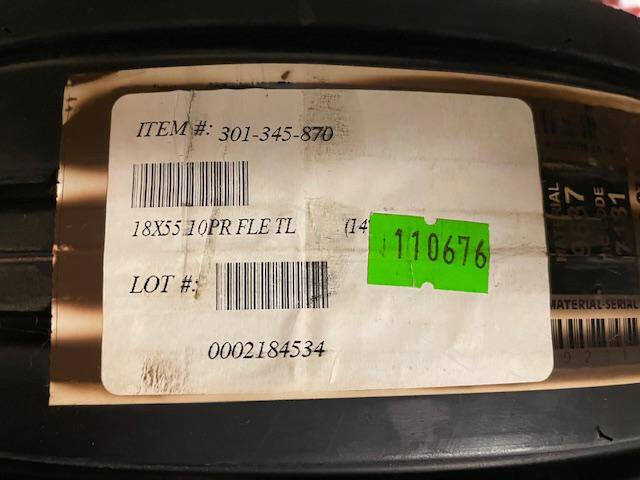 ITEM #: 301-345-870
18X55 10PR FLE TL (14
110676
LOT #:
0002184534
MATERIAL-SERIAL